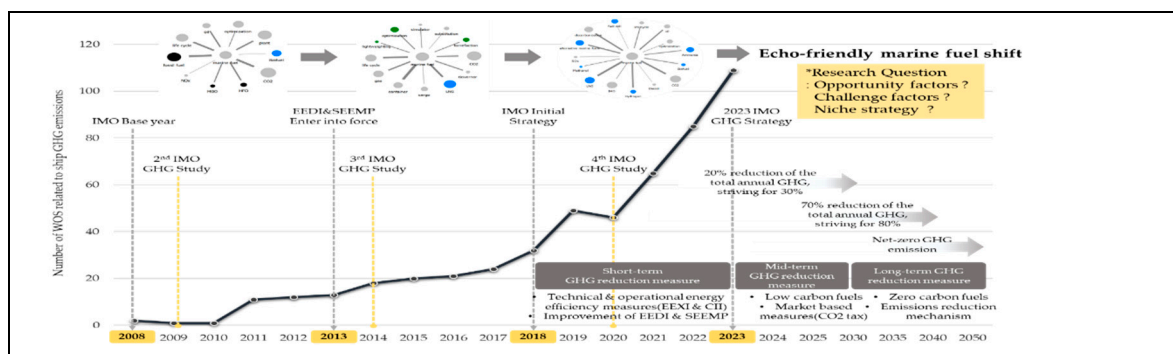 Echo-friendly marine fuel shift
*Research Question
: Opportunity factors ?
Challenge factors ?
Niche strategy ?
Number of WOS related to ship GHG emissions
120
100
80
60
40
20
0
IMO Base year
2nd IMO
GHG Study
EEDI&SEEMP
Enter into force
3rd IMO
GHG Study
IMO Initial
Strategy
4th IMO
GHG Study
2023 IMO
GHG Strategy
20% reduction of the
total annual GHG,
striving for 30%
70% reduction of the
total annual GHG,
striving for 80%
Net-zero GHG
emission
Short-term
GHG reduction measure
Mid-term
GHG reduction
measure
Long-term GHG
reduction measure
• Technical & operational energy
efficiency measures(EEXI & CII)
• Improvement of EEDI & SEEMP
• Low carbon fuels
• Market based
measures(CO2 tax)
• Zero carbon fuels
• Emissions reduction
mechanism
2008 2009 2010 2011 2012 2013 2014 2015 2016 2017 2018 2019 2020 2021 2022 2023 2024 2025 2030 2035 2040 2050